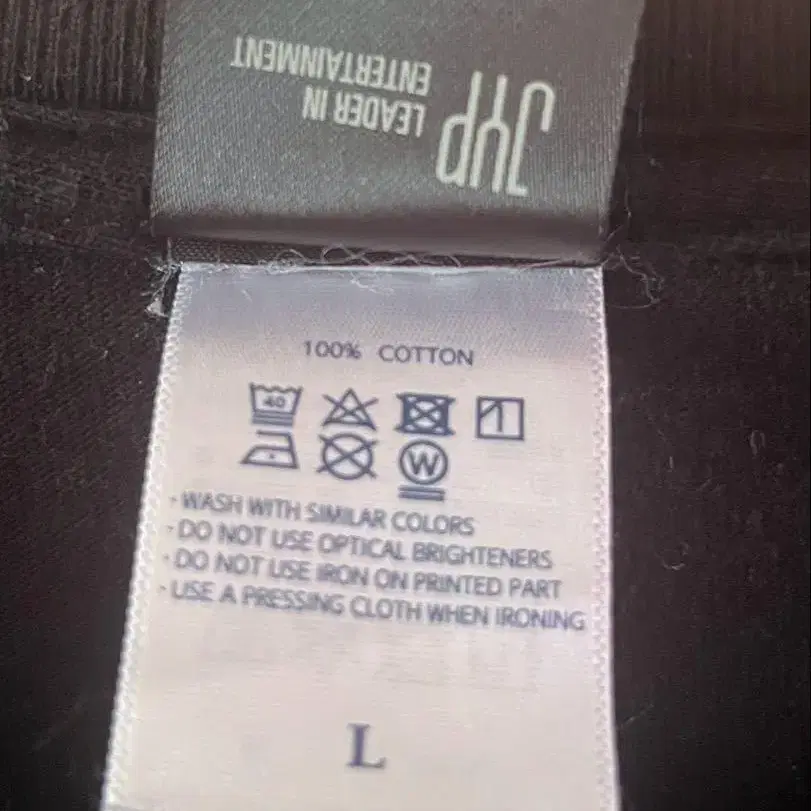 JYP
LEADER IN
ENTERTAINMENT
100% COTTON
40
W
- WASH WITH SIMILAR COLORS
- DO NOT USE OPTICAL BRIGHTENERS
- DO NOT USE IRON ON PRINTED PART
- USE A PRESSING CLOTH WHEN IRONING
L